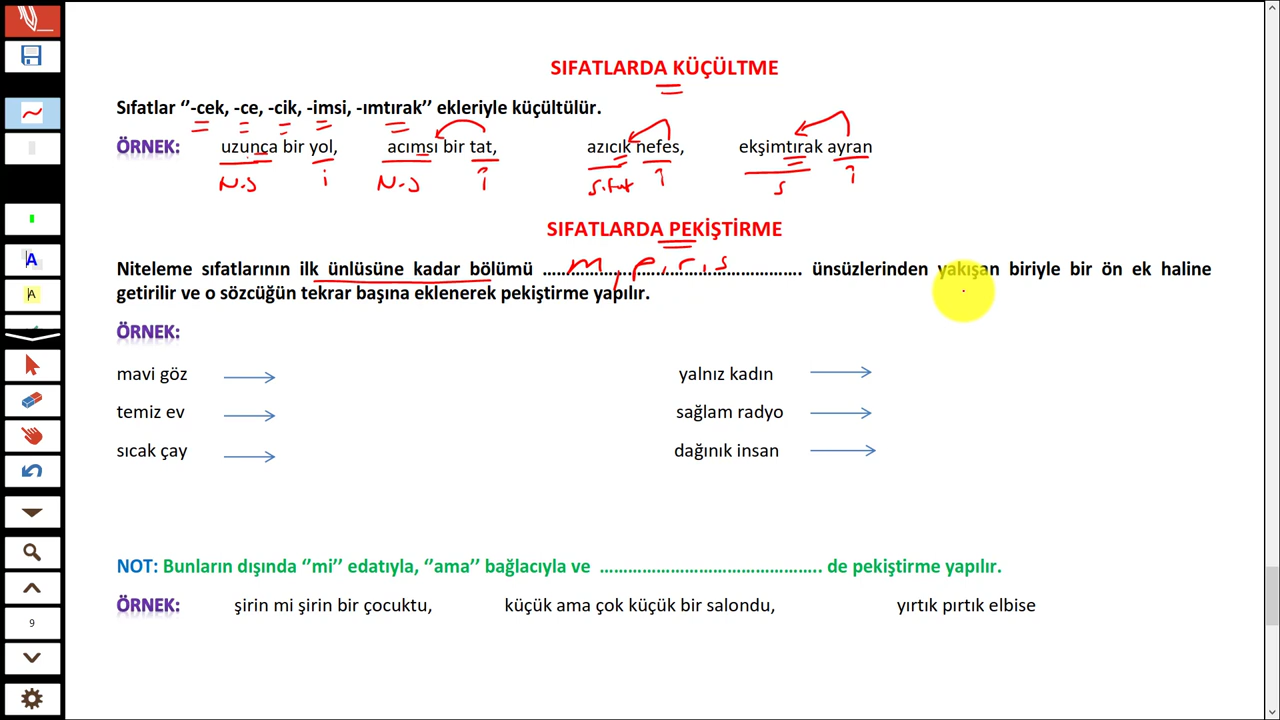 SIFATLARDA KÜÇÜLTME
Sıfatlar ‘’-cek, -ce, -cik, -imsi, -ımtırak’’ ekleriyle küçültülür.
ÖRNEK: uzunca bir yol, acımsı bir tat, azıcık nefes, ekşimtırak ayran
N.S i N.S i sıfat i s i
SIFATLARDA PEKİŞTİRME
Niteleme sıfatlarının ilk ünlüsüne kadar bölümü ... m, p, r, s ... ünsüzlerinden yakışan biriyle bir ön ek haline
getirilir ve o sözcüğün tekrar başına eklenerek pekiştirme yapılır.
ÖRNEK:
mavi göz yalnız kadın
temiz ev sağlam radyo
sıcak çay dağınık insan
NOT: Bunların dışında ‘’mi’’ edatıyla, ‘’ama’’ bağlacıyla ve ……………………………………….. de pekiştirme yapılır.
ÖRNEK: şirin mi şirin bir çocuktu, küçük ama çok küçük bir salondu, yırtık pırtık elbise
A
A
9